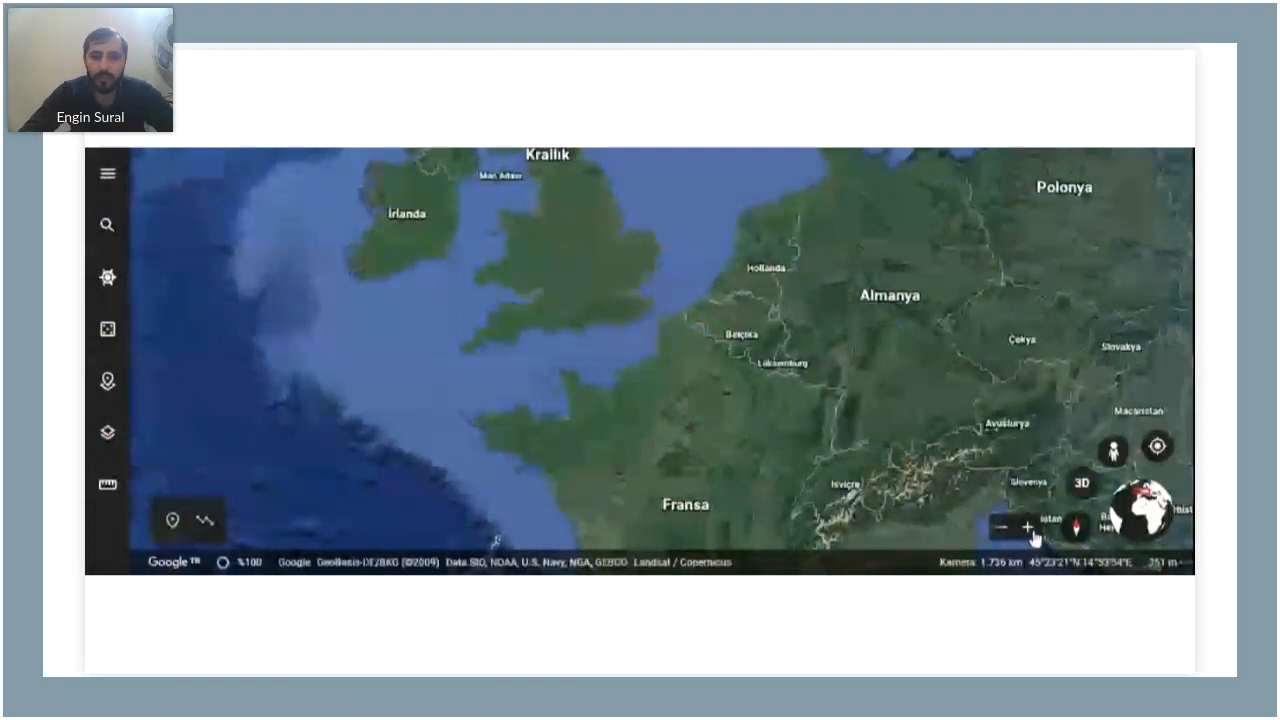 Engin Sural
Krallık
Man Adası
İrlanda
Polonya
Hollanda
Almanya
Belçika
Çekya
Slovakya
Lüksemburg
Macaristan
Avusturya
İsviçre
Slovenya
3D
Fransa
Google %100 Google GeoBasis-DE/BKG (©2009) Data SIO, NOAA, U.S. Navy, NGA, GEBCO Landsat / Copernicus
Kamera: 1.736 km 45°23'21"N 14°53'54"E 351 m